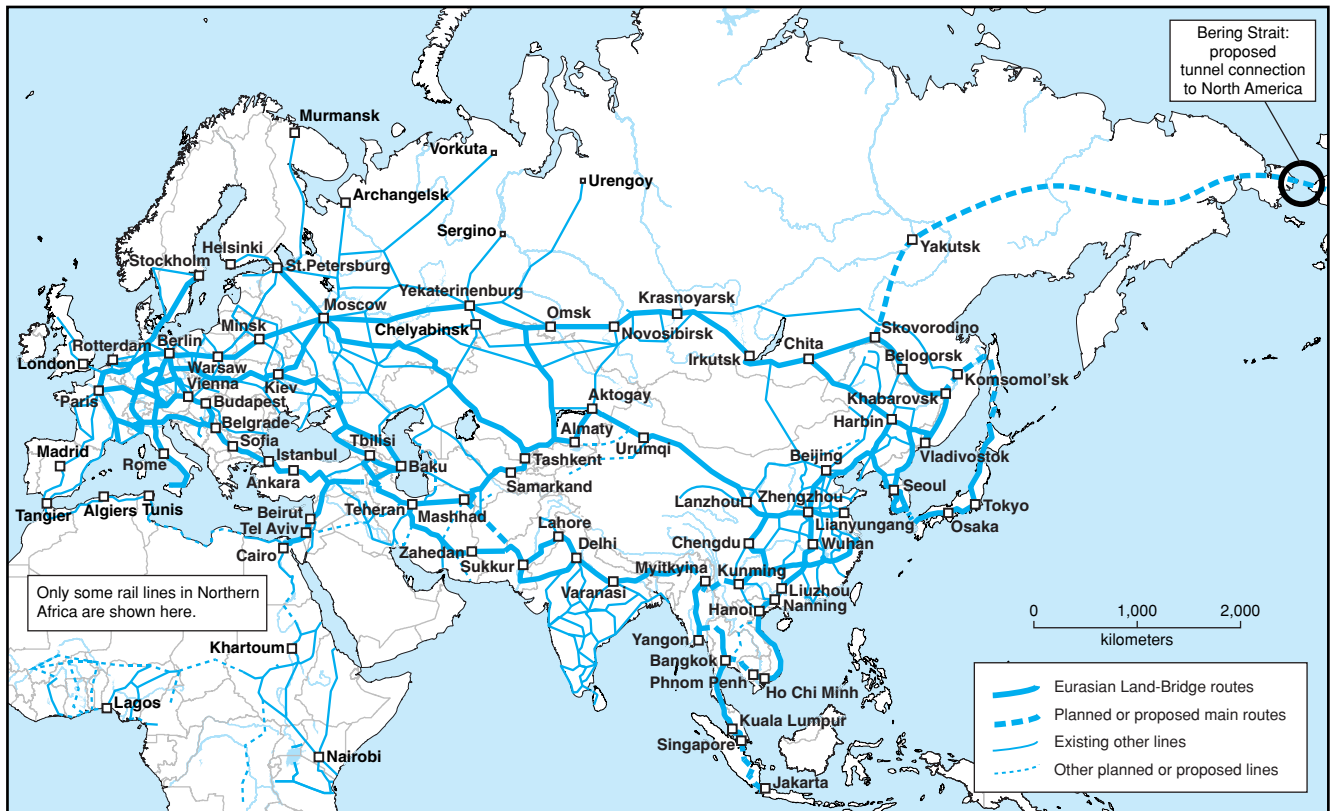 Bering Strait:
proposed
tunnel connection
to North America
Murmansk
Vorkuta
Urengoy
Archangelsk
Sergino
Yakutsk
Helsinki
Stockholm
St.Petersburg
Yekaterinenburg
Krasnoyarsk
Moscow
Chelyabinsk
Omsk
Novosibirsk
Skovorodino
Minsk
Rotterdam
Berlin
London
Irkutsk
Chita
Belogorsk
Warsaw
Vienna
Kiev
Komsomol'sk
Paris
Budapest
Aktogay
Khabarovsk
Belgrade
Harbin
Almaty
Sofia
Tbilisi
Urumqi
Madrid
Istanbul
Beijing
Vladivostok
Rome
Baku
Tashkent
Ankara
Samarkand
Seoul
Lanzhou
Zhengzhou
Tangier
Algiers
Tunis
Beirut
Teheran
Mashhad
Tokyo
Tel Aviv
Lianyungang
Osaka
Lahore
Cairo
Zahedan
Delhi
Chengdu
Wuhan
Sukkur
Myitkyina
Kunming
Varanasi
Liuzhou
Nanning
Hanoi
Only some rail lines in Northern
Africa are shown here.
0
1,000
2,000
kilometers
Yangon
Khartoum
Bangkok
Phnom Penh
Ho Chi Minh
Lagos
Kuala Lumpur
Singapore
Nairobi
Jakarta
Eurasian Land-Bridge routes
Planned or proposed main routes
Existing other lines
Other planned or proposed lines